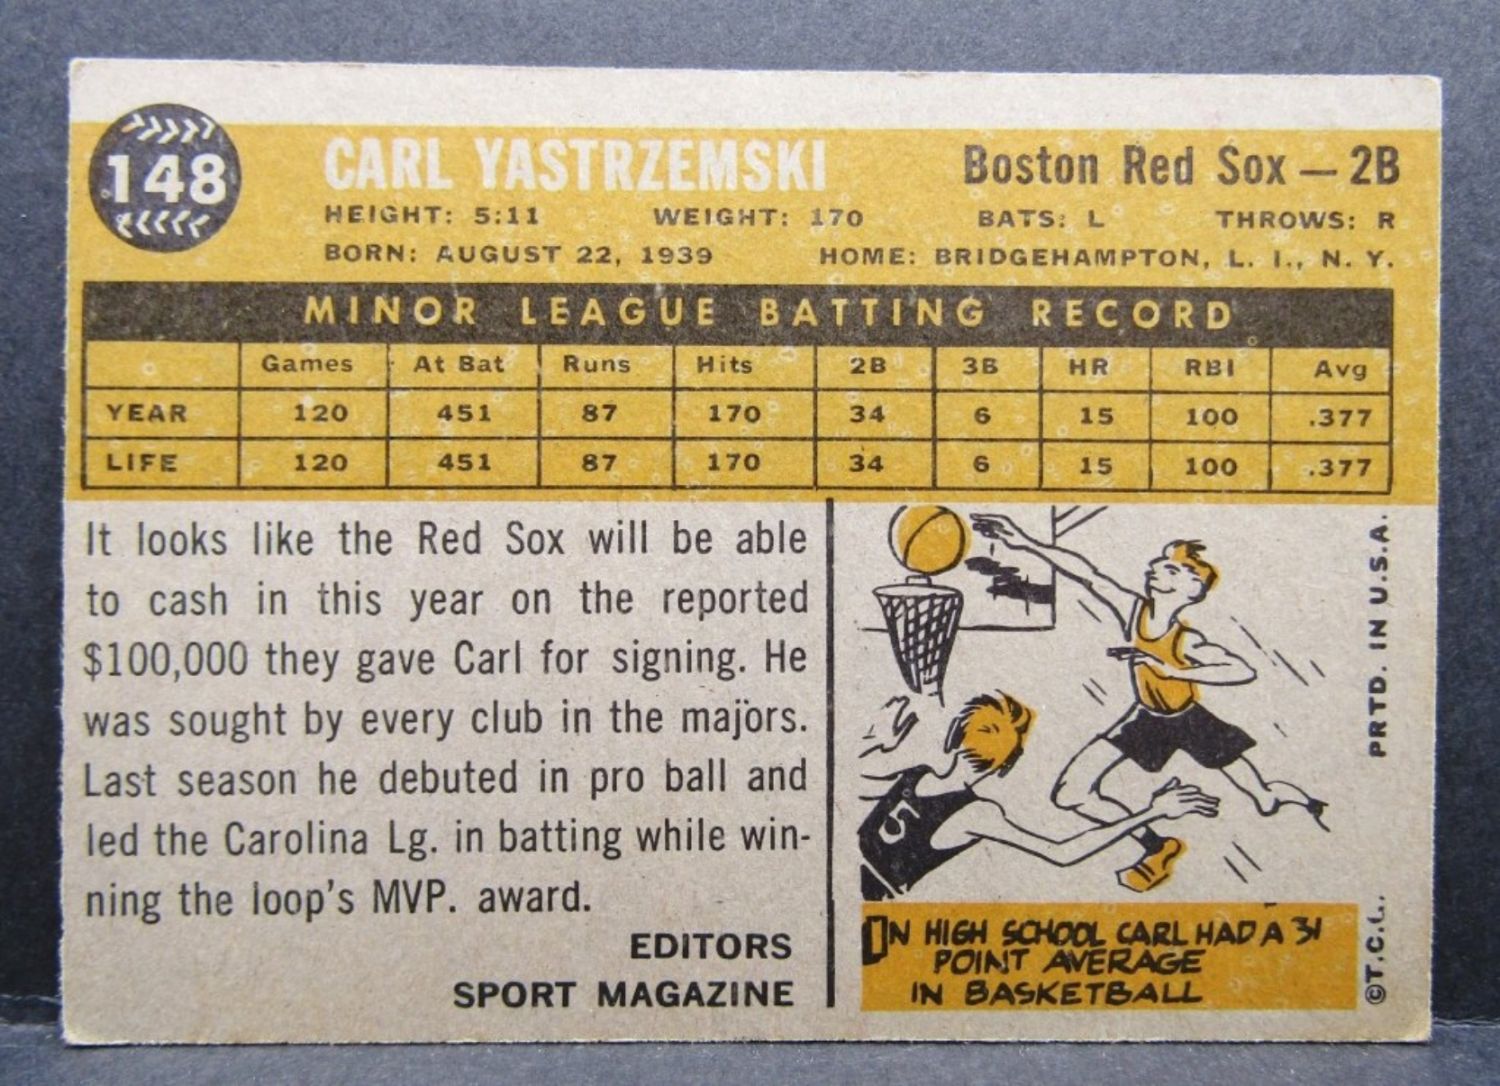 148
CARL YASTRZEMSKI Boston Red Sox — 2B
HEIGHT: 5:11 WEIGHT: 170 BATS: L THROWS: R
BORN: AUGUST 22, 1939 HOME: BRIDGEHAMPTON, L. I., N. Y.
MINOR LEAGUE BATTING RECORD
Games At Bat Runs Hits 2B 3B HR RBI Avg
YEAR 120 451 87 170 34 6 15 100 .377
LIFE 120 451 87 170 34 6 15 100 .377
It looks like the Red Sox will be able
to cash in this year on the reported
$100,000 they gave Carl for signing. He
was sought by every club in the majors.
Last season he debuted in pro ball and
led the Carolina Lg. in batting while win-
ning the loop's MVP. award.
EDITORS
SPORT MAGAZINE
5
IN HIGH SCHOOL CARL HAD A 31
POINT AVERAGE
IN BASKETBALL
©T.C.G. PRTD. IN U.S.A.